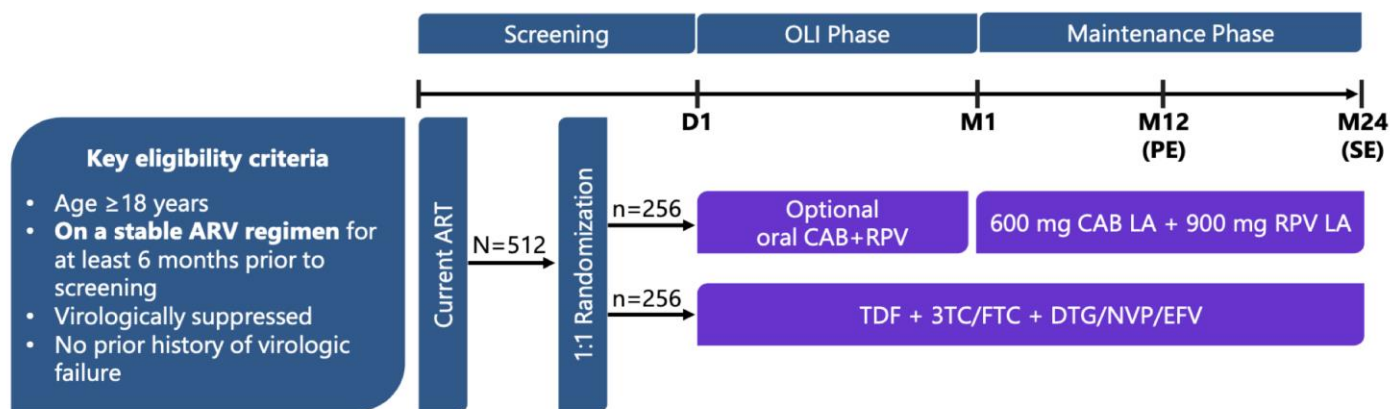 Screening
OLI Phase
Maintenance Phase
D1
M1
M12
(PE)
M24
(SE)
Key eligibility criteria
• Age ≥18 years
• On a stable ARV regimen for
at least 6 months prior to
screening
• Virologically suppressed
• No prior history of virologic
failure
Current ART
N=512
1:1 Randomization
n=256
Optional
oral CAB+RPV
600 mg CAB LA + 900 mg RPV LA
n=256
TDF + 3TC/FTC + DTG/NVP/EFV